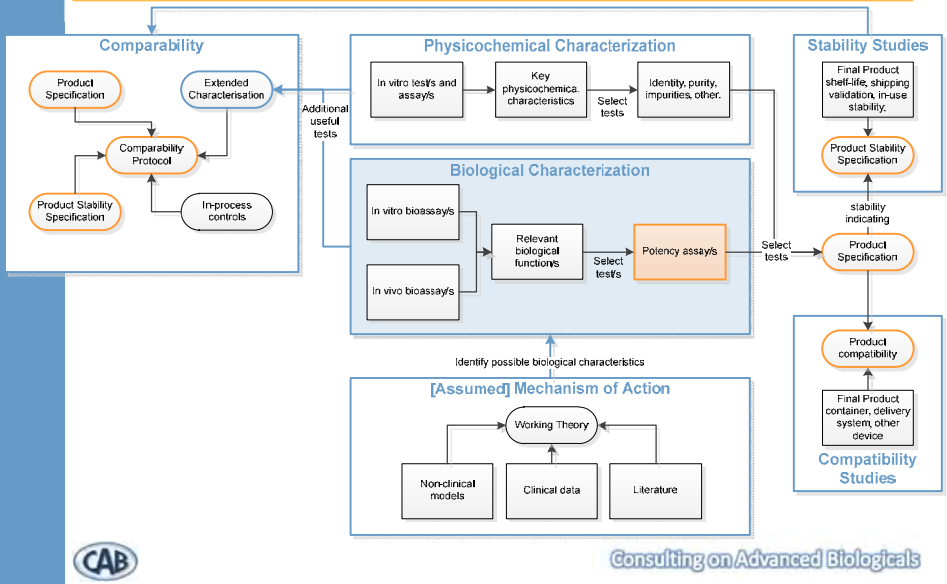 Comparability
Product
Specification
Extended
Characterisation
Comparability
Protocol
Product Stability
Specification
In-process
controls
Additional
useful
tests
Physicochemical Characterization
In vitro test/s and
assay/s
Key
physicochemica.
characteristics
Select
tests
Identity, purity,
impurities, other.
Biological Characterization
In vitro bioassay/s
In vivo bioassay/s
Relevant
biological
function/s
Select
test/s
Potency assay/s
Select
tests
Identify possible biological characteristics
[Assumed] Mechanism of Action
Working Theory
Non-clinical
models
Clinical data
Literature
Stability Studies
Final Product
shelf-life, shipping
validation, in-use
stability.
Product Stability
Specification
stability
indicating
Product
Specification
Product
compatibility
Final Product
container, delivery
system, other
device
Compatibility
Studies
CAB
Consulting on Advanced Biologicals